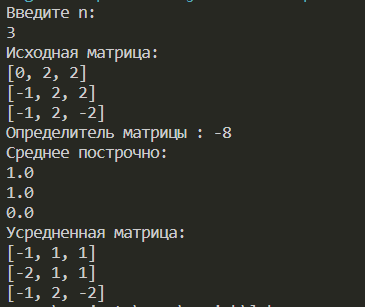 Введите n:
3
Исходная матрица:
[0, 2, 2]
[-1, 2, 2]
[-1, 2, -2]
Определитель матрицы : -8
Среднее построчно:
1.0
1.0
0.0
Усредненная матрица:
[-1, 1, 1]
[-2, 1, 1]
[-1, 2, -2]